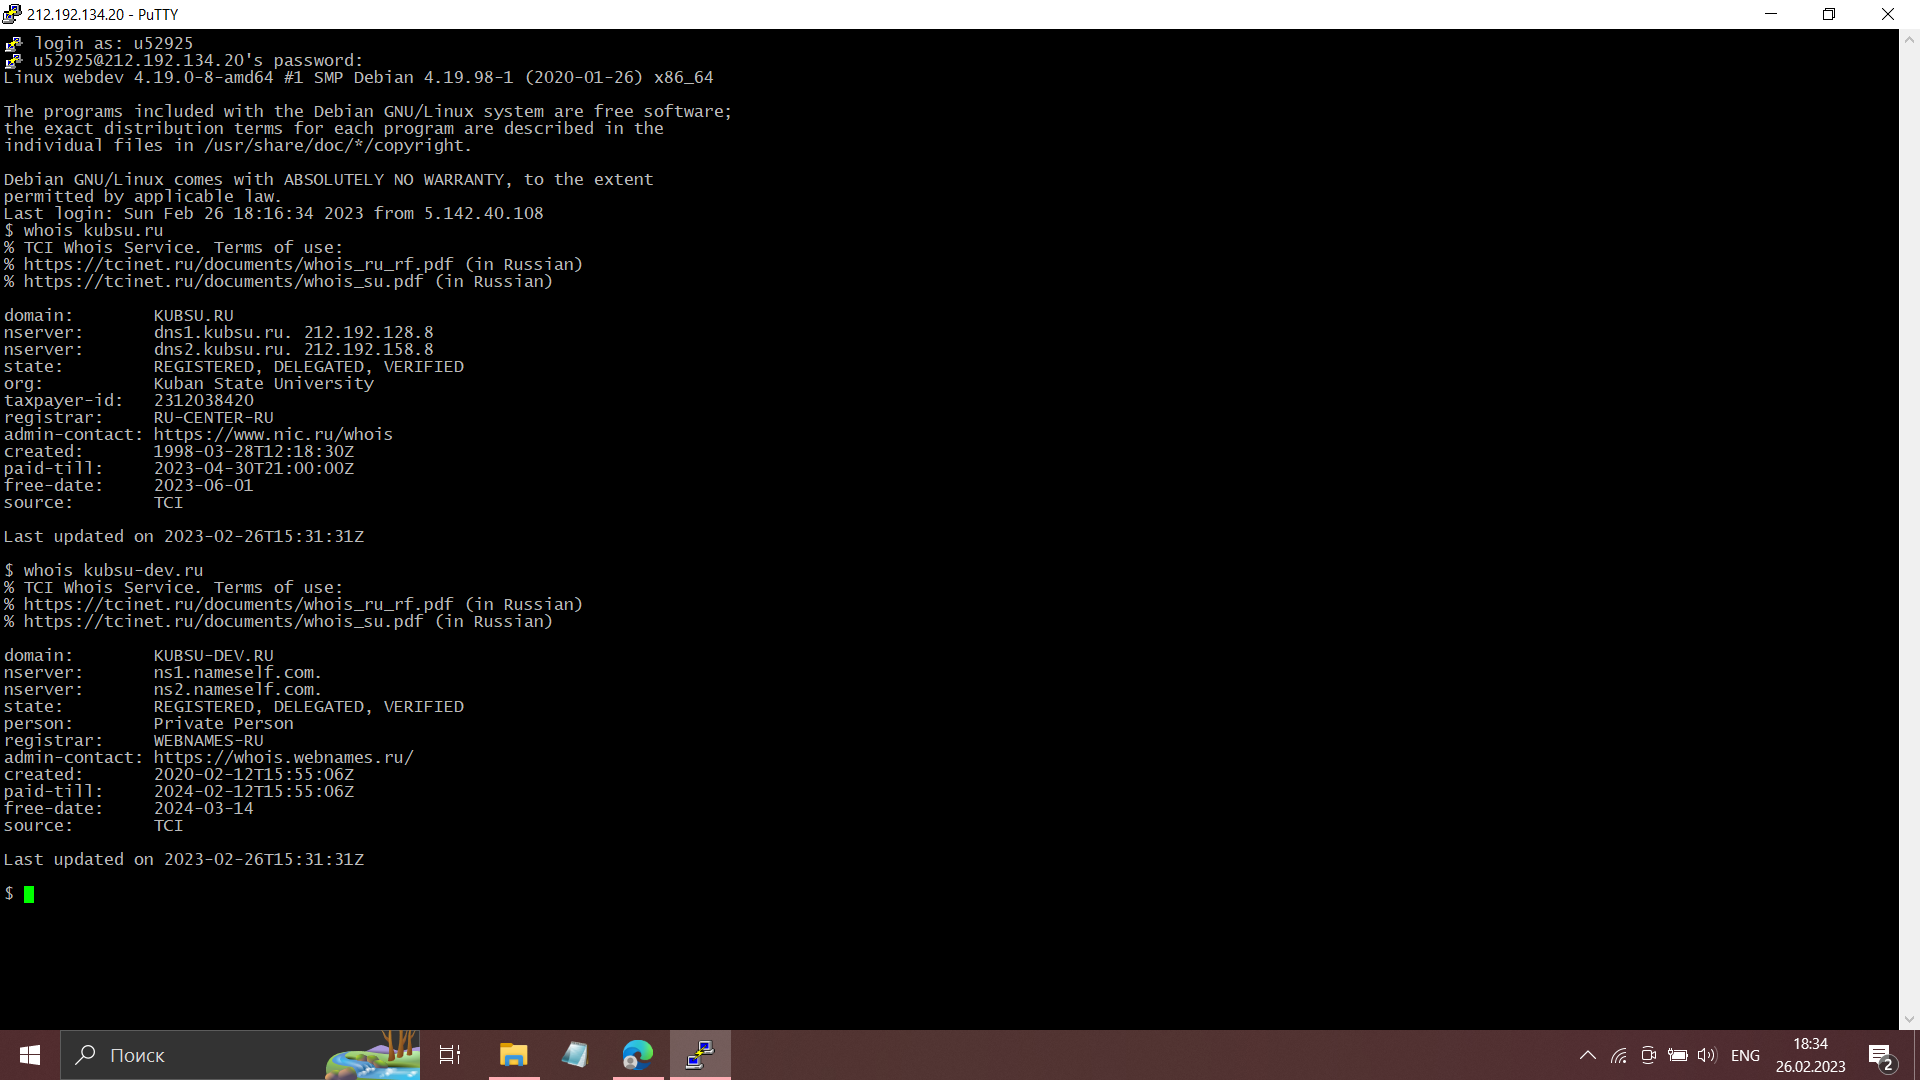 212.192.134.20 - PuTTY
login as: u52925
u52925@212.192.134.20's password:
Linux webdev 4.19.0-8-amd64 #1 SMP Debian 4.19.98-1 (2020-01-26) x86_64
The programs included with the Debian GNU/Linux system are free software;
the exact distribution terms for each program are described in the
individual files in /usr/share/doc/*/copyright.
Debian GNU/Linux comes with ABSOLUTELY NO WARRANTY, to the extent
permitted by applicable law.
Last login: Sun Feb 26 18:16:34 2023 from 5.142.40.108
$ whois kubsu.ru
% TCI Whois Service. Terms of use:
% https://tcinet.ru/documents/whois_ru_rf.pdf (in Russian)
% https://tcinet.ru/documents/whois_su.pdf (in Russian)
domain:        KUBSU.RU
nserver:       dns1.kubsu.ru. 212.192.128.8
nserver:       dns2.kubsu.ru. 212.192.158.8
state:         REGISTERED, DELEGATED, VERIFIED
org:           Kuban State University
taxpayer-id:   2312038420
registrar:     RU-CENTER-RU
admin-contact: https://www.nic.ru/whois
created:       1998-03-28T12:18:30Z
paid-till:     2023-04-30T21:00:00Z
free-date:     2023-06-01
source:        TCI
Last updated on 2023-02-26T15:31:31Z
$ whois kubsu-dev.ru
% TCI Whois Service. Terms of use:
% https://tcinet.ru/documents/whois_ru_rf.pdf (in Russian)
% https://tcinet.ru/documents/whois_su.pdf (in Russian)
domain:        KUBSU-DEV.RU
nserver:       ns1.nameself.com.
nserver:       ns2.nameself.com.
state:         REGISTERED, DELEGATED, VERIFIED
person:        Private Person
registrar:     WEBNAMES-RU
admin-contact: https://whois.webnames.ru/
created:       2020-02-12T15:55:06Z
paid-till:     2024-02-12T15:55:06Z
free-date:     2024-03-14
source:        TCI
Last updated on 2023-02-26T15:31:31Z
$
Поиск
ENG
18:34
26.02.2023
2